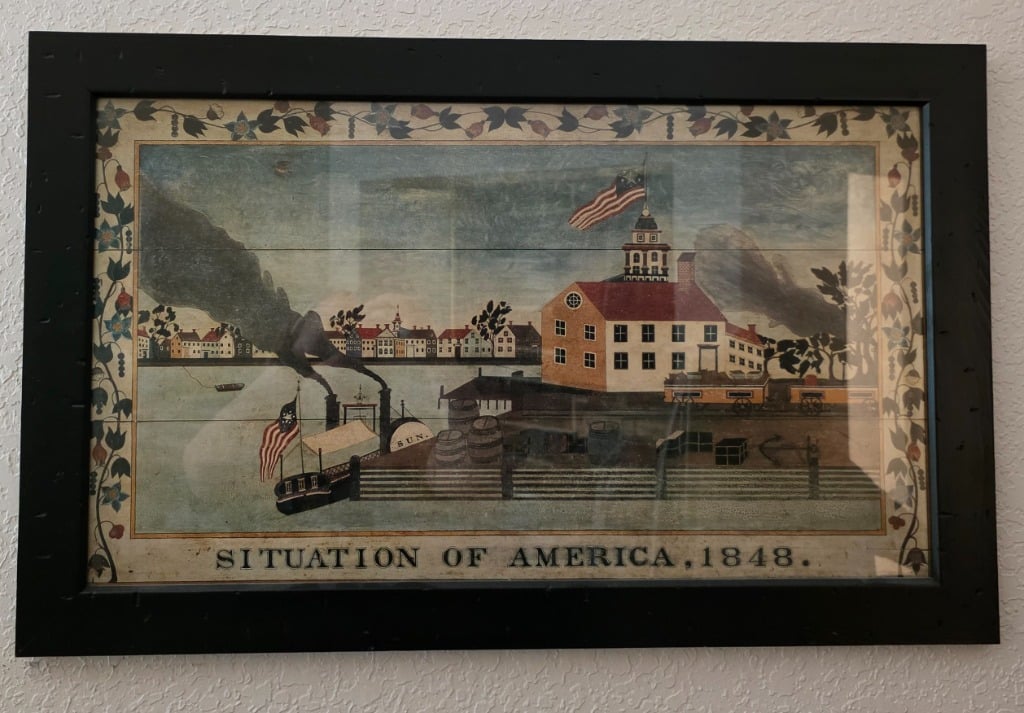 SUN.
SITUATION OF AMERICA, 1848.